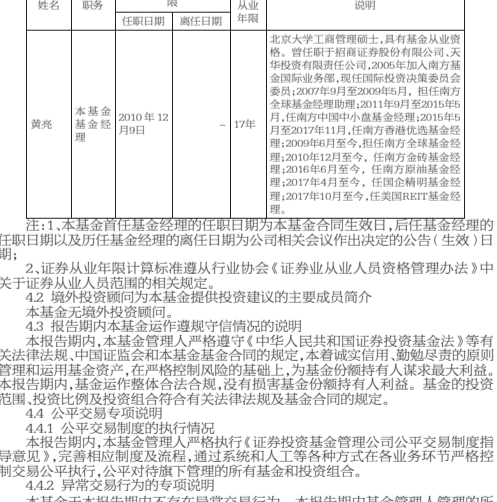 姓名 职务 限 从业年限 说明
任职日期 离任日期
黄亮 本基金基金经理 2010年12月9日 – 17年
北京大学工商管理硕士,具有基金从业资
格。曾任职于招商证券股份有限公司、天
华投资有限责任公司,2005年加入南方基
金国际业务部,现任国际投资决策委员会
委员;2007年9月至2009年5月，担任南方
全球基金经理助理;2011年9月至2015年5
月,任南方中国中小盘基金经理;2015年5
月至2017年11月,任南方香港优选基金经
理;2009年6月至今,担任南方全球基金经
理;2010年12月至今，任南方金砖基金经
理;2016年6月至今，任南方原油基金经
理;2017年4月至今，任国企精明基金经
理;2017年10月至今,任美国REIT基金经
理。
注:1、本基金首任基金经理的任职日期为本基金合同生效日,后任基金经理的
任职日期以及历任基金经理的离任日期为公司相关会议作出决定的公告(生效)日
期;
2、证券从业年限计算标准遵从行业协会《证券业从业人员资格管理办法》中
关于证券从业人员范围的相关规定。
4.2 境外投资顾问为本基金提供投资建议的主要成员简介
本基金无境外投资顾问。
4.3 报告期内本基金运作遵规守信情况的说明
本报告期内,本基金管理人严格遵守《中华人民共和国证券投资基金法》等有
关法律法规、中国证监会和本基金基金合同的规定,本着诚实信用、勤勉尽责的原则
管理和运用基金资产,在严格控制风险的基础上,为基金份额持有人谋求最大利益。
本报告期内,基金运作整体合法合规,没有损害基金份额持有人利益。基金的投资
范围、投资比例及投资组合符合有关法律法规及基金合同的规定。
4.4 公平交易专项说明
4.4.1 公平交易制度的执行情况
本报告期内,本基金管理人严格执行《证券投资基金管理公司公平交易制度指
导意见》,完善相应制度及流程,通过系统和人工等各种方式在各业务环节严格控
制交易公平执行,公平对待旗下管理的所有基金和投资组合。
4.4.2 异常交易行为的专项说明